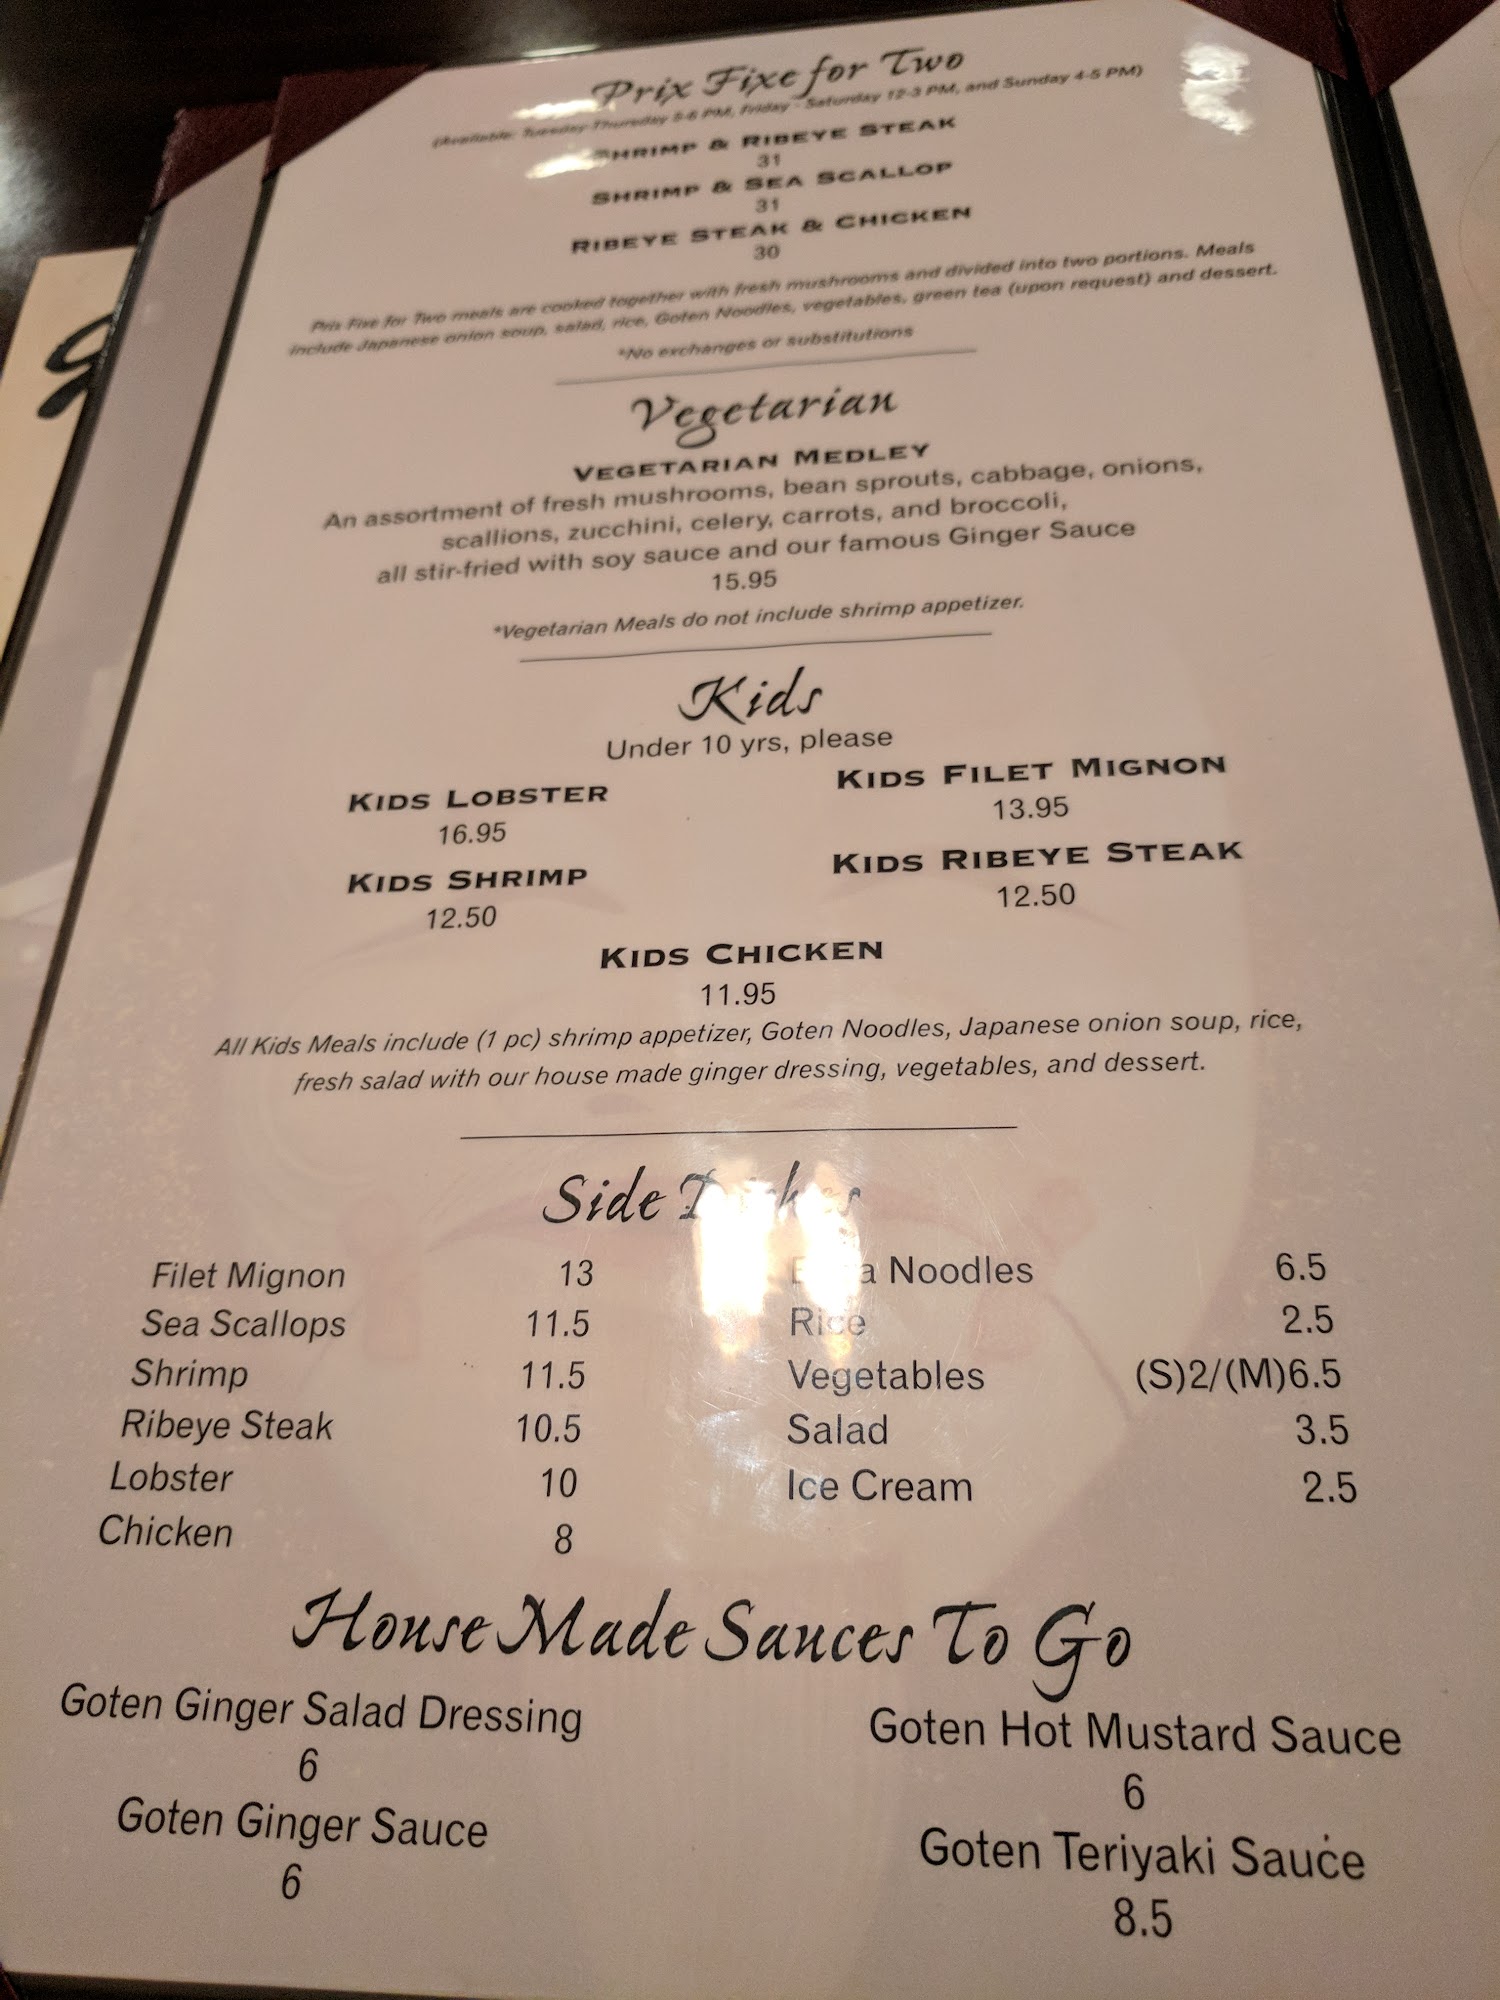 Prix Fixe for Two
(Available: Tuesday-Thursday 5-6 PM, Friday - Saturday 12-3 PM, and Sunday 4-5 PM)
SHRIMP & RIBEYE STEAK
31
SHRIMP & SEA SCALLOP
31
RIBEYE STEAK & CHICKEN
30
Prix Fixe for Two meals are cooked together with fresh mushrooms and divided into two portions. Meals
include Japanese onion soup, salad, rice, Goten Noodles, vegetables, green tea (upon request) and dessert.
*No exchanges or substitutions
Vegetarian
VEGETARIAN MEDLEY
An assortment of fresh mushrooms, bean sprouts, cabbage, onions,
scallions, zucchini, celery, carrots, and broccoli,
all stir-fried with soy sauce and our famous Ginger Sauce
15.95
*Vegetarian Meals do not include shrimp appetizer.
Kids
Under 10 yrs, please
KIDS LOBSTER
16.95
KIDS FILET MIGNON
13.95
KIDS SHRIMP
12.50
KIDS RIBEYE STEAK
12.50
KIDS CHICKEN
11.95
All Kids Meals include (1 pc) shrimp appetizer, Goten Noodles, Japanese onion soup, rice,
fresh salad with our house made ginger dressing, vegetables, and dessert.
Side Dishes
Filet Mignon 13
Noodles 6.5
Sea Scallops 11.5
Rice 2.5
Shrimp 11.5
Vegetables (S)2/(M)6.5
Ribeye Steak 10.5
Salad 3.5
Lobster 10
Ice Cream 2.5
Chicken 8
House Made Sauces To Go
Goten Ginger Salad Dressing
6
Goten Hot Mustard Sauce
6
Goten Ginger Sauce
6
Goten Teriyaki Sauce
8.5